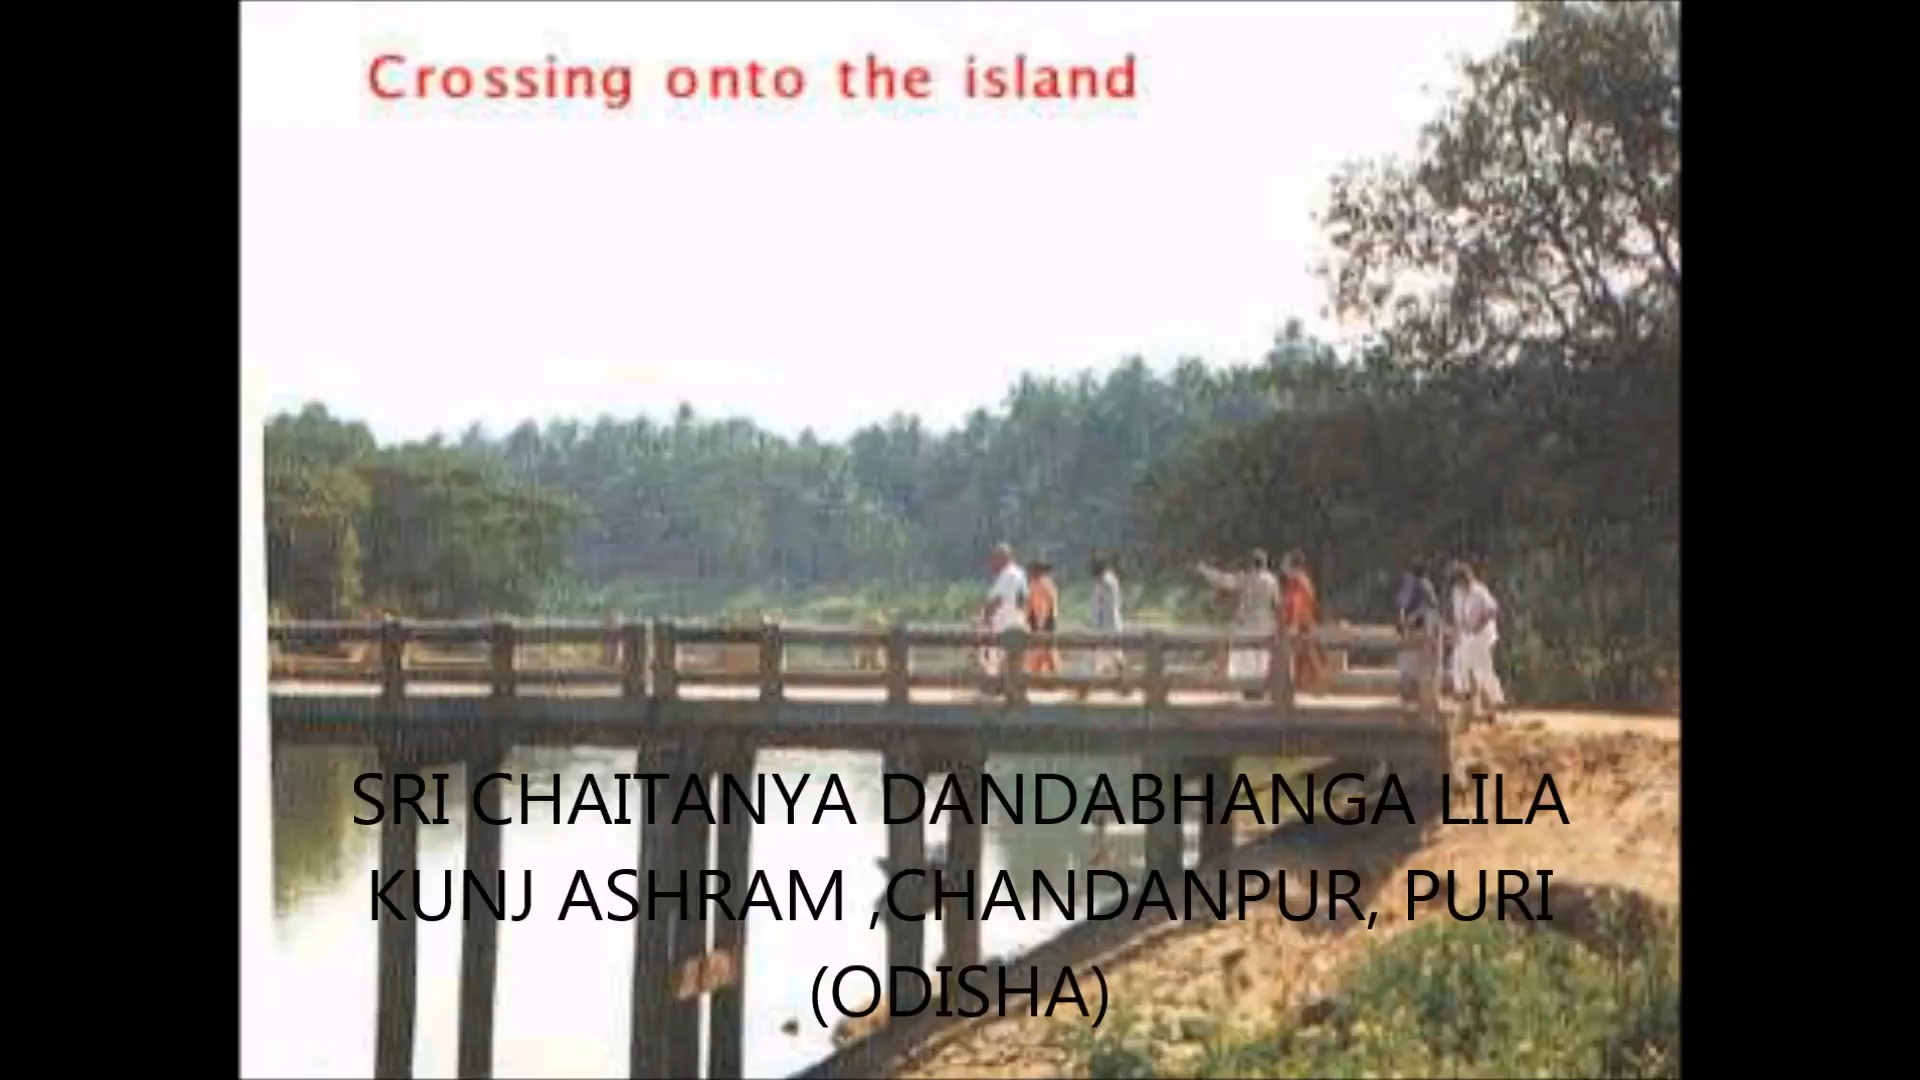 Crossing onto the island
SRI CHAITANYA DANDABHANGA LILA
KUNJ ASHRAM ,CHANDANPUR, PURI
(ODISHA)